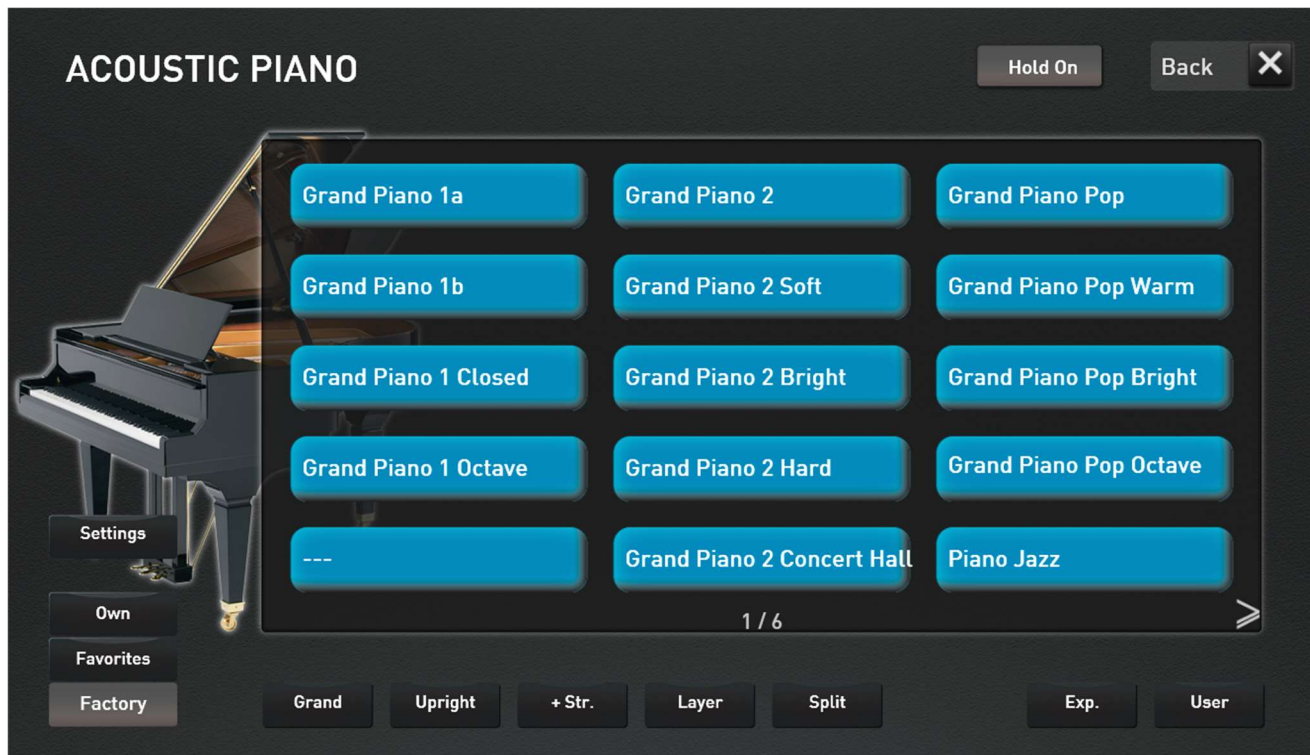 ACOUSTIC PIANO
Hold On
Back
Grand Piano 1a
Grand Piano 2
Grand Piano Pop
Grand Piano 1b
Grand Piano 2 Soft
Grand Piano Pop Warm
Grand Piano 1 Closed
Grand Piano 2 Bright
Grand Piano Pop Bright
Grand Piano 1 Octave
Grand Piano 2 Hard
Grand Piano Pop Octave
---
Grand Piano 2 Concert Hall
Piano Jazz
1 / 6
Settings
Own
Favorites
Factory
Grand
Upright
+ Str.
Layer
Split
Exp.
User